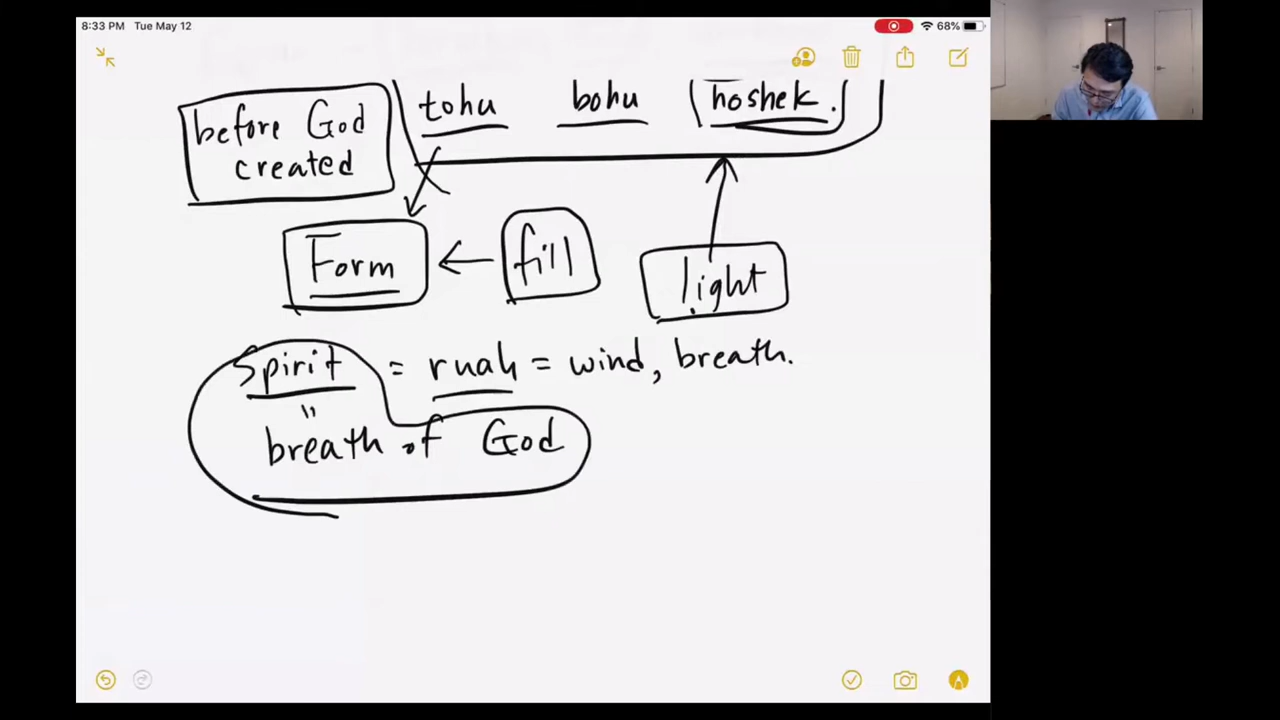 8:33 PM Tue May 12 68%
before God created
tohu bohu hoshek.
Form ← fill light
Spirit = ruah = wind, breath.
"
breath of God